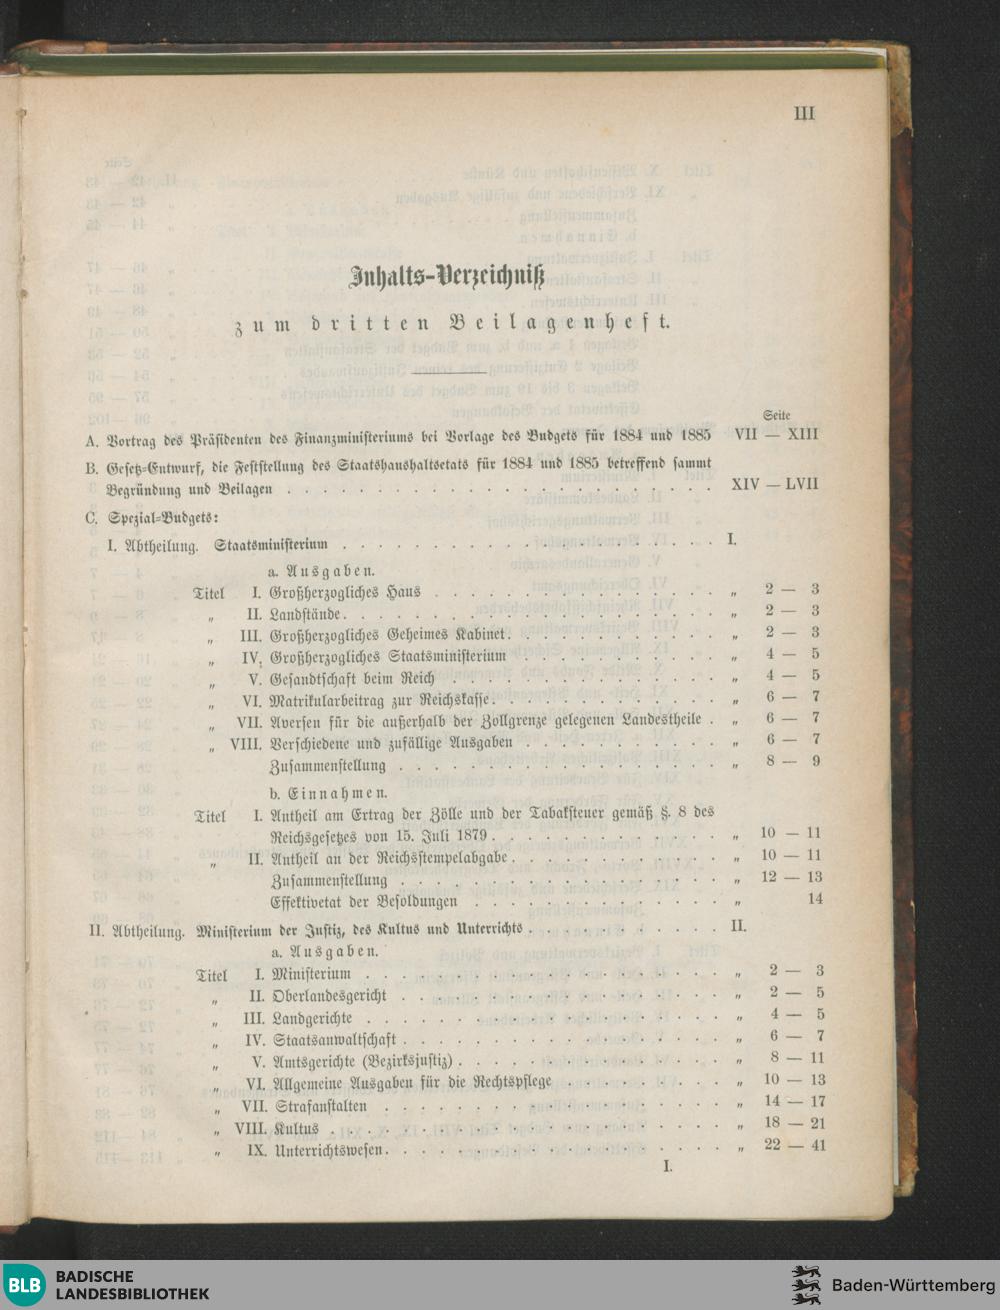 III
Inhalts-Verzeichniß
zum dritten Beilagenheft.
Seite
A. Vortrag des Präsidenten des Finanzministeriums bei Vorlage des Budgets für 1884 und 1885 VII — XIII
B. Gesetz-Entwurf, die Feststellung des Staatshaushaltsetats für 1884 und 1885 betreffend sammt
Begründung und Beilagen . . . . . . . . . . . . . . . . . . . . XIV — LVII
C. Spezial-Budgets:
I. Abtheilung. Staatsministerium . . . . . . . . . . . . . . . . . . I.
a. Ausgaben.
Titel I. Großherzogliches Haus . . . . . . . . . . . . . „ 2 — 3
„ II. Landstände . . . . . . . . . . . . . . . . . „ 2 — 3
„ III. Großherzogliches Geheimes Kabinet . . . . . . . . . . „ 2 — 3
„ IV. Großherzogliches Staatsministerium . . . . . . . . . „ 4 — 5
„ V. Gesandtschaft beim Reich . . . . . . . . . . . . . „ 4 — 5
„ VI. Matrikularbeitrag zur Reichskasse . . . . . . . . . . . „ 6 — 7
„ VII. Aversen für die außerhalb der Zollgrenze gelegenen Landestheile . „ 6 — 7
„ VIII. Verschiedene und zufällige Ausgaben . . . . . . . . . „ 6 — 7
Zusammenstellung . . . . . . . . . . . . . . . „ 8 — 9
b. Einnahmen.
Titel I. Antheil am Ertrag der Zölle und der Tabaksteuer gemäß §. 8 des
Reichsgesetzes von 15. Juli 1879 . . . . . . . . . . . „ 10 — 11
„ II. Antheil an der Reichsstempelabgabe . . . . . . . . . . „ 10 — 11
Zusammenstellung . . . . . . . . . . . . . . . „ 12 — 13
Effektivetat der Besoldungen . . . . . . . . . . . . „ 14
II. Abtheilung. Ministerium der Justiz, des Kultus und Unterrichts . . . . . . . . . II.
a. Ausgaben.
Titel I. Ministerium . . . . . . . . . . . . . . . . . „ 2 — 3
„ II. Oberlandesgericht . . . . . . . . . . . . . . . „ 2 — 5
„ III. Landgerichte . . . . . . . . . . . . . . . . . „ 4 — 5
„ IV. Staatsanwaltschaft . . . . . . . . . . . . . . . „ 6 — 7
„ V. Amtsgerichte (Bezirksjustiz) . . . . . . . . . . . . „ 8 — 11
„ VI. Allgemeine Ausgaben für die Rechtspflege . . . . . . . . „ 10 — 13
„ VII. Strafanstalten . . . . . . . . . . . . . . . . „ 14 — 17
„ VIII. Kultus . . . . . . . . . . . . . . . . . . „ 18 — 21
„ IX. Unterrichtswesen . . . . . . . . . . . . . . . „ 22 — 41
I.
BLB BADISCHE
LANDESBIBLIOTHEK
Baden-Württemberg